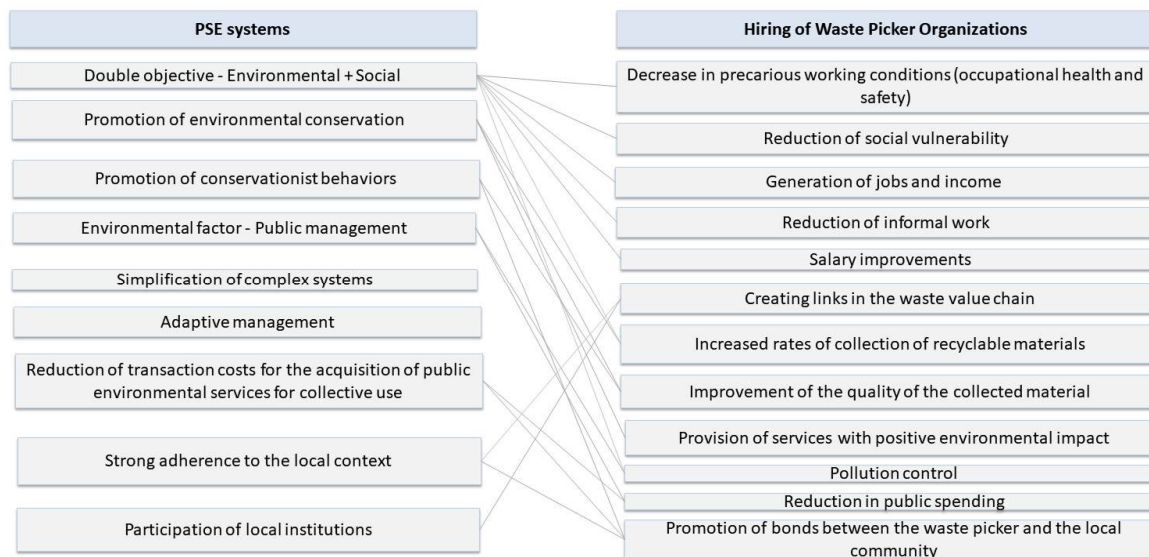 PSE systems
Double objective - Environmental + Social
Promotion of environmental conservation
Promotion of conservationist behaviors
Environmental factor - Public management
Simplification of complex systems
Adaptive management
Reduction of transaction costs for the acquisition of public
environmental services for collective use
Strong adherence to the local context
Participation of local institutions
Hiring of Waste Picker Organizations
Decrease in precarious working conditions (occupational health and
safety)
Reduction of social vulnerability
Generation of jobs and income
Reduction of informal work
Salary improvements
Creating links in the waste value chain
Increased rates of collection of recyclable materials
Improvement of the quality of the collected material
Provision of services with positive environmental impact
Pollution control
Reduction in public spending
Promotion of bonds between the waste picker and the local
community